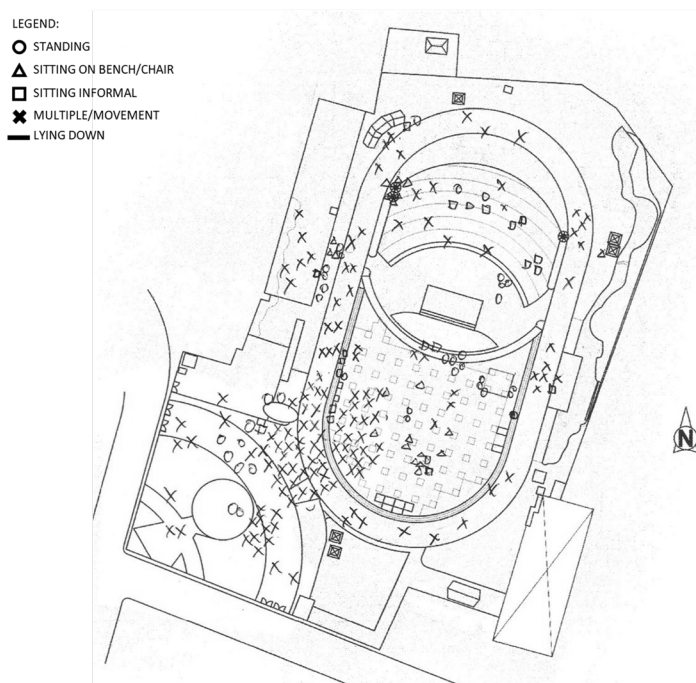 LEGEND:
STANDING
SITTING ON BENCH/CHAIR
SITTING INFORMAL
MULTIPLE/MOVEMENT
LYING DOWN
N